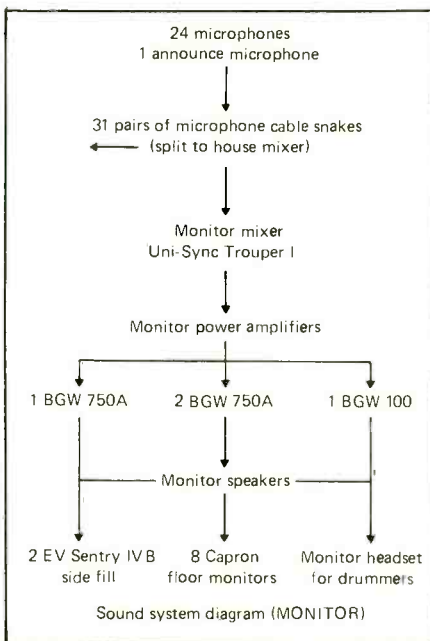 24 microphones
1 announce microphone
31 pairs of microphone cable snakes
(split to house mixer)
Monitor mixer
Uni-Sync Trouper I
Monitor power amplifiers
1 BGW 750A 2 BGW 750A 1 BGW 100
Monitor speakers
2 EV Sentry IV B 8 Capron Monitor headset
side fill floor monitors for drummers
Sound system diagram (MONITOR)